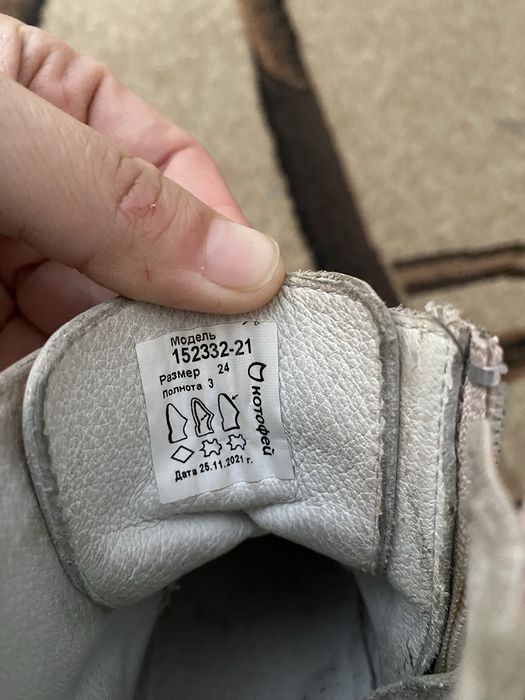 Модель
152332-21
Размер 24
Полнота 3
котофей
Дата 25.11.2021 г.